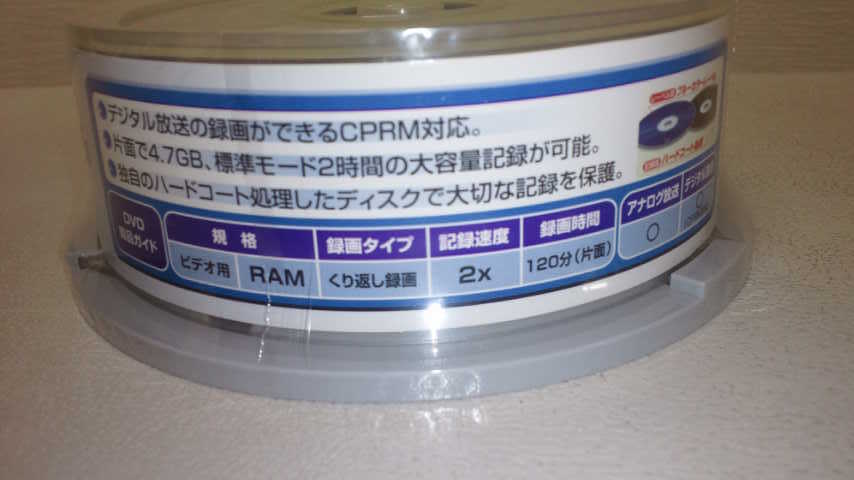 デジタル放送の録画ができるCPRM対応。
片面で4.7GB、標準モード2時間の大容量記録が可能。
独自のハードコート処理したディスクで大切な記録を保護。
DVD
製品ガイド
規格
録画タイプ
記録速度
録画時間
アナログ放送
ビデオ用
RAM
くり返し録画
2x
120分(片面)
○